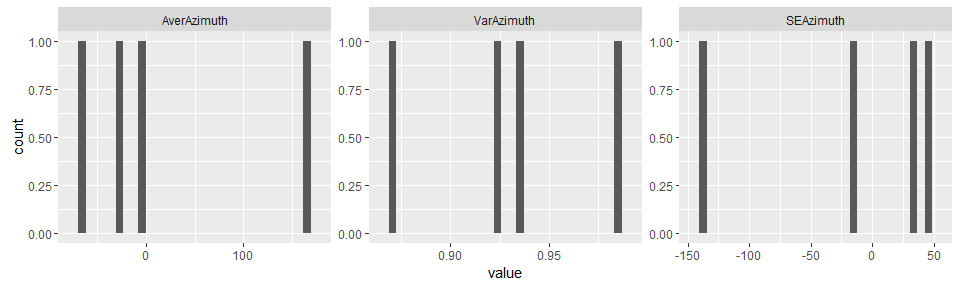 AverAzimuth VarAzimuth SEAzimuth
1.00 1.00 1.00
0.75 0.75 0.75
0.50 0.50 0.50
0.25 0.25 0.25
0.00 0.00 0.00
0 100 0.90 0.95 -150 -100 -50 0 50
count
value